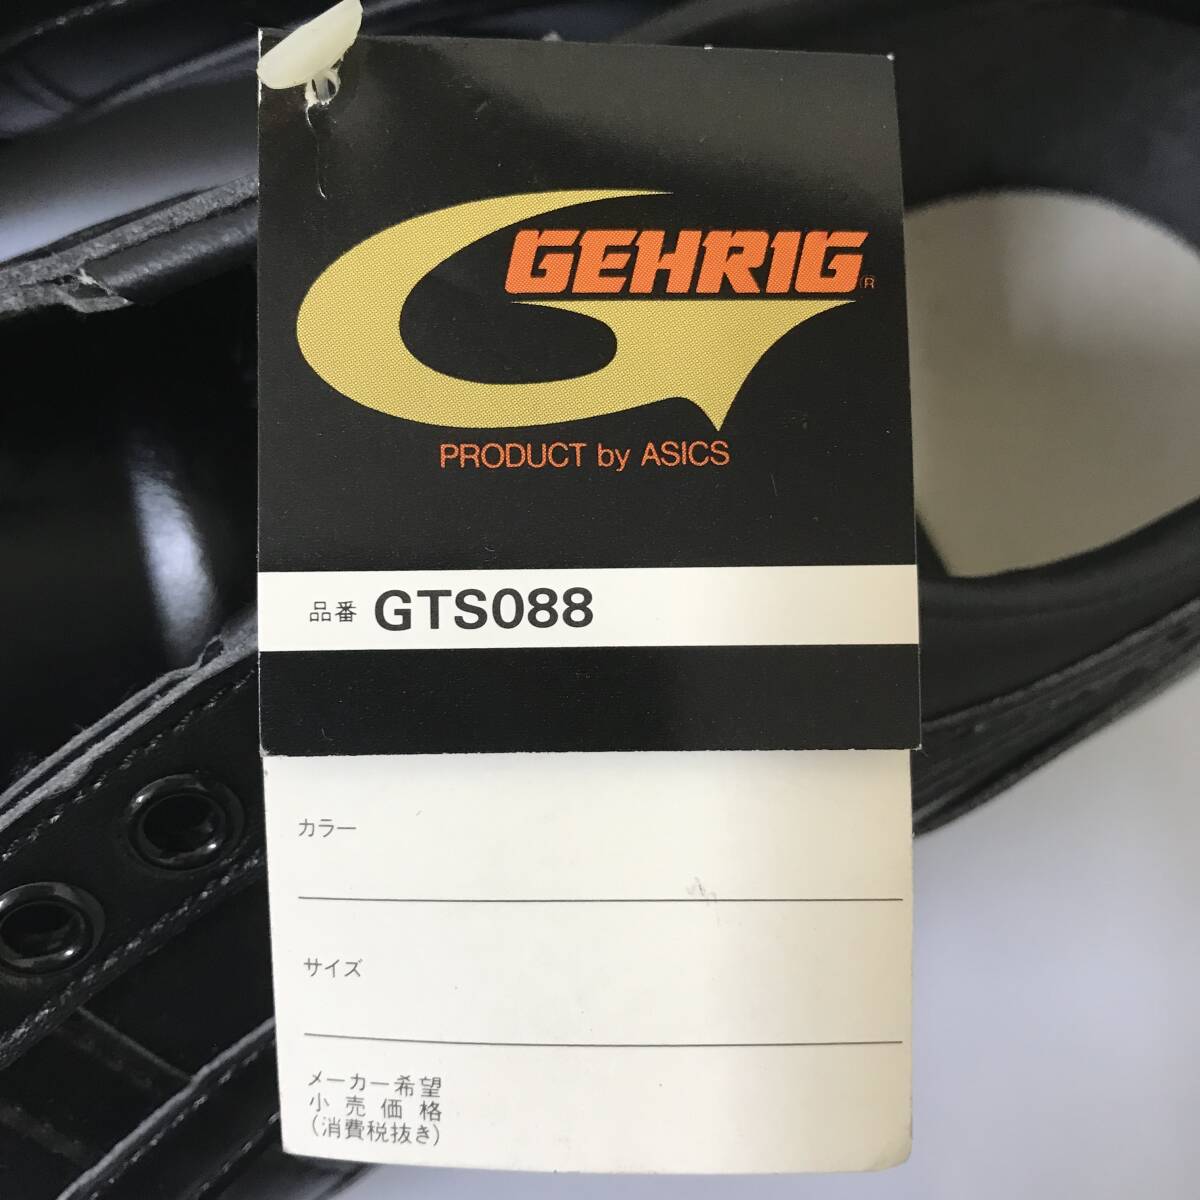 GEHRIG®
PRODUCT by ASICS
品番 GTS088
カラー
サイズ
メーカー希望
小売価格
(消費税抜き)